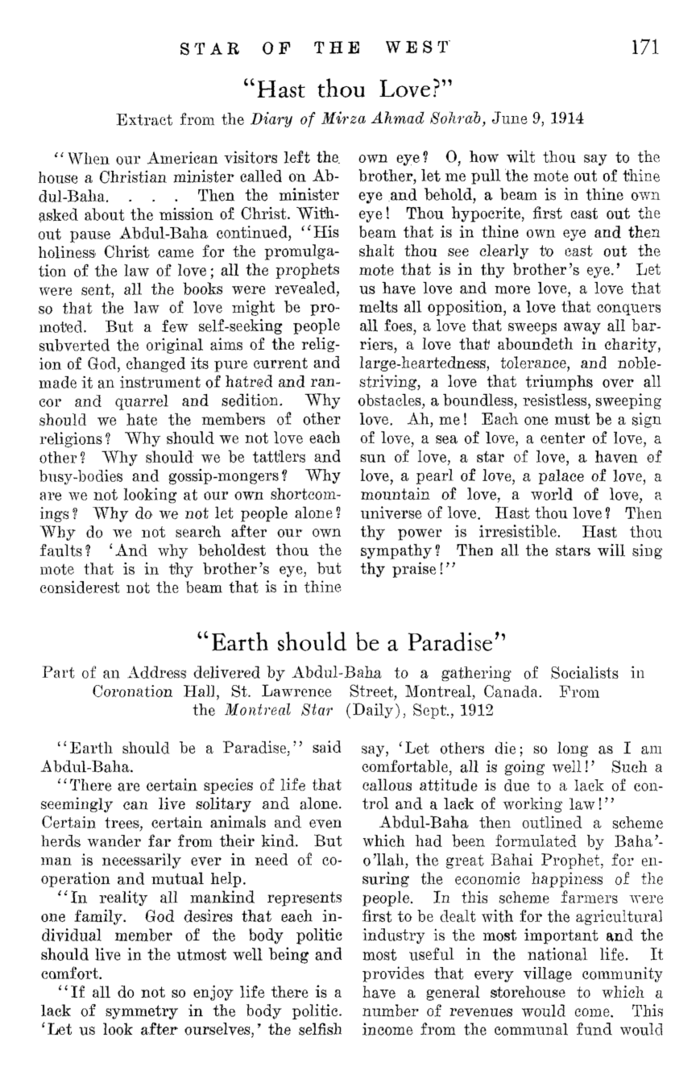 STAR OF THE WEST 171
"Hast thou Love?"
Extract from the Diary of Mirza Ahmad Sohrab, June 9, 1914
"When our American visitors left the
house a Christian minister called on Ab-
dul-Baha. . . . Then the minister
asked about the mission of Christ. With-
out pause Abdul-Baha continued, "His
holiness Christ came for the promulga-
tion of the law of love; all the prophets
were sent, all the books were revealed,
so that the law of love might be pro-
moted. But a few self-seeking people
subverted the original aims of the relig-
ion of God, changed its pure current and
made it an instrument of hatred and ran-
cor and quarrel and sedition. Why
should we hate the members of other
religions? Why should we not love each
other? Why should we be tattlers and
busy-bodies and gossip-mongers? Why
are we not looking at our own shortcom-
ings? Why do we not let people alone?
Why do we not search after our own
faults? 'And why beholdest thou the
mote that is in thy brother's eye, but
considerest not the beam that is in thine
own eye? O, how wilt thou say to the
brother, let me pull the mote out of thine
eye and behold, a beam is in thine own
eye! Thou hypocrite, first cast out the
beam that is in thine own eye and then
shalt thou see clearly to cast out the
mote that is in thy brother's eye.' Let
us have love and more love, a love that
melts all opposition, a love that conquers
all foes, a love that sweeps away all bar-
riers, a love that aboundeth in charity,
large-heartedness, tolerance, and noble-
striving, a love that triumphs over all
obstacles, a boundless, resistless, sweeping
love. Ah, me! Each one must be a sign
of love, a sea of love, a center of love, a
sun of love, a star of love, a haven of
love, a pearl of love, a palace of love, a
mountain of love, a world of love, a
universe of love. Hast thou love? Then
thy power is irresistible. Hast thou
sympathy? Then all the stars will sing
thy praise!"
"Earth should be a Paradise"
Part of an Address delivered by Abdul-Baha to a gathering of Socialists in
Coronation Hall, St. Lawrence Street, Montreal, Canada. From
the Montreal Star (Daily), Sept., 1912
"Earth should be a Paradise," said
Abdul-Baha.
"There are certain species of life that
seemingly can live solitary and alone.
Certain trees, certain animals and even
herds wander far from their kind. But
man is necessarily ever in need of co-
operation and mutual help.
"In reality all mankind represents
one family. God desires that each in-
dividual member of the body politic
should live in the utmost well being and
comfort.
"If all do not so enjoy life there is a
lack of symmetry in the body politic.
'Let us look after ourselves,' the selfish
say, 'Let others die; so long as I am
comfortable, all is going well!' Such a
callous attitude is due to a lack of con-
trol and a lack of working law!"
Abdul-Baha then outlined a scheme
which had been formulated by Baha'-
o'llah, the great Bahai Prophet, for en-
suring the economic happiness of the
people. In this scheme farmers were
first to be dealt with for the agricultural
industry is the most important and the
most useful in the national life. It
provides that every village community
have a general storehouse to which a
number of revenues would come. This
income from the communal fund would